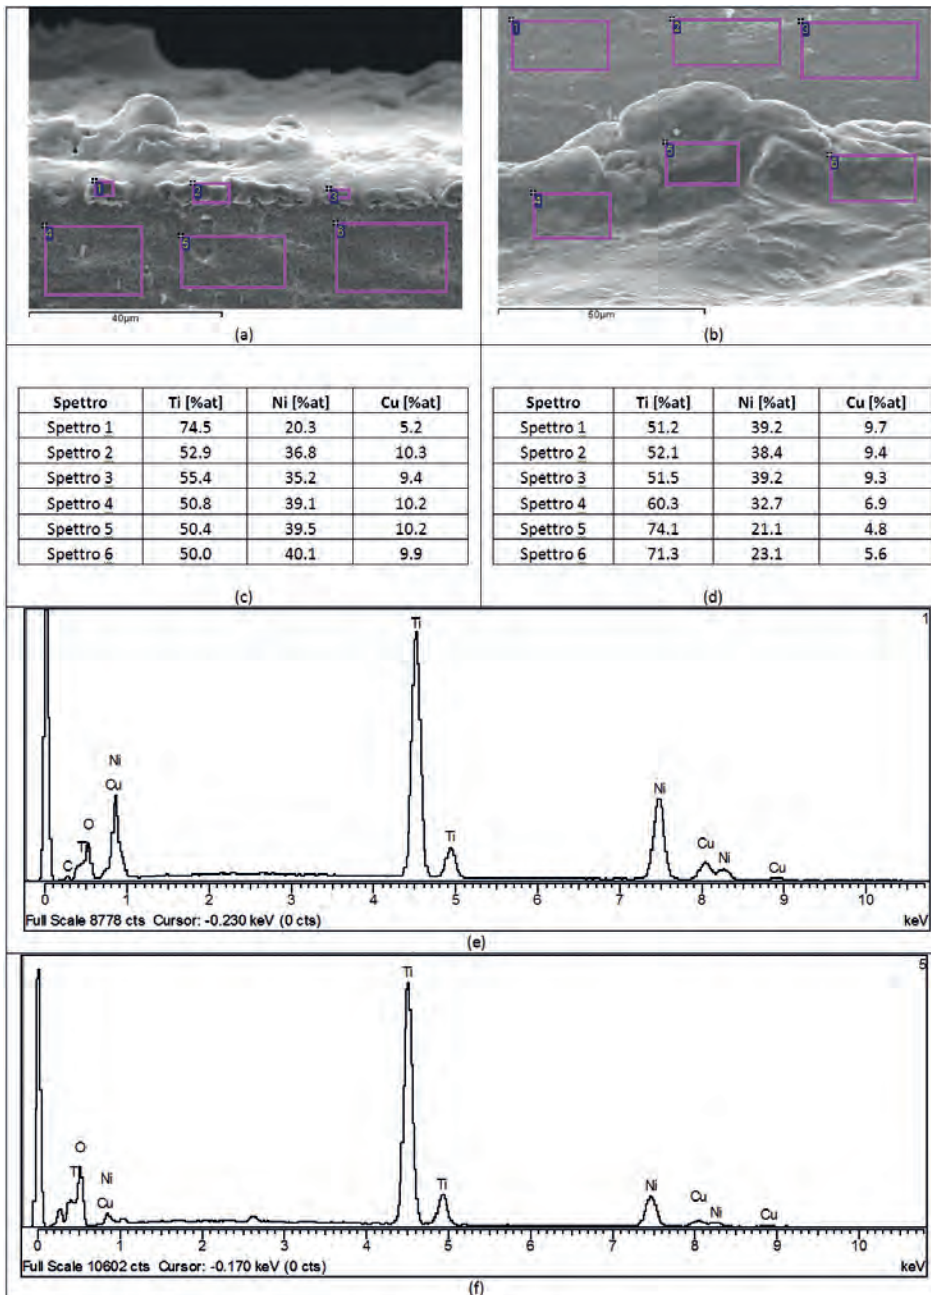 1 2 3
4 5 6
40µm
(a)
1 2 3
4 5 6
50µm
(b)
Spettro Ti [%at] Ni [%at] Cu [%at]
Spettro 1 74.5 20.3 5.2
Spettro 2 52.9 36.8 10.3
Spettro 3 55.4 35.2 9.4
Spettro 4 50.8 39.1 10.2
Spettro 5 50.4 39.5 10.2
Spettro 6 50.0 40.1 9.9
(c)
Spettro Ti [%at] Ni [%at] Cu [%at]
Spettro 1 51.2 39.2 9.7
Spettro 2 52.1 38.4 9.4
Spettro 3 51.5 39.2 9.3
Spettro 4 60.3 32.7 6.9
Spettro 5 74.1 21.1 4.8
Spettro 6 71.3 23.1 5.6
(d)
1
Ti
Ni
Cu
Ni
O
Ti
Cu
C
Ti
Ni
Cu
0 1 2 3 4 5 6 7 8 9 10
Full Scale 8778 cts Cursor: -0.230 keV (0 cts)
keV
(e)
5
Ti
O
Ti
Ni
Cu
Ti
Ni
Cu
Ni
Cu
0 1 2 3 4 5 6 7 8 9 10
Full Scale 10602 cts Cursor: -0.170 keV (0 cts)
keV
(f)